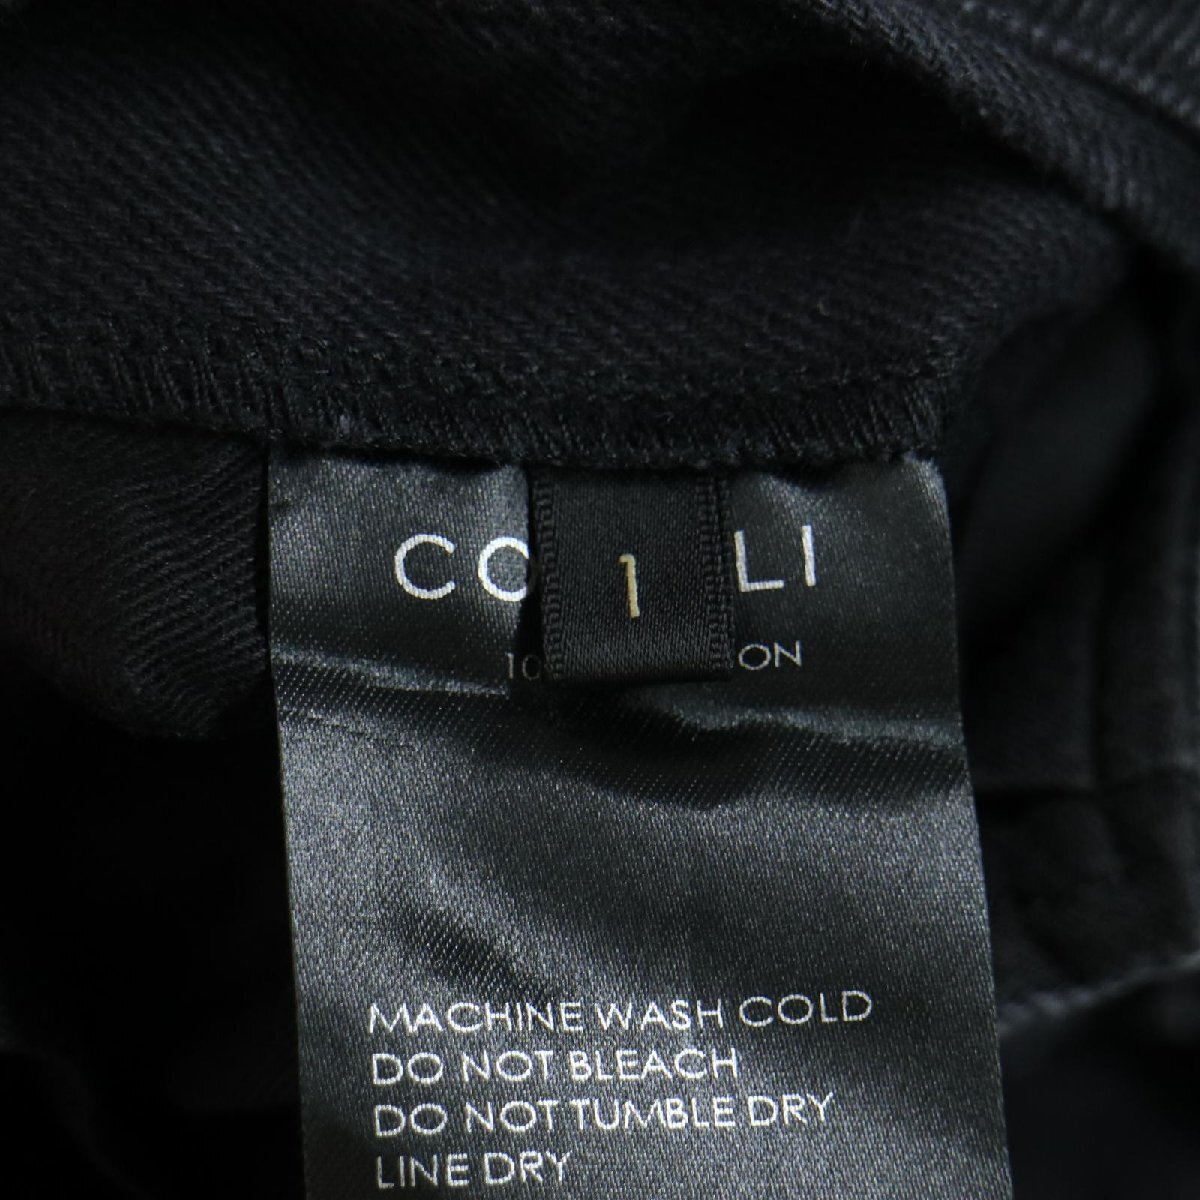 CO LI
1
10 ON
MACHINE WASH COLD
DO NOT BLEACH
DO NOT TUMBLE DRY
LINE DRY